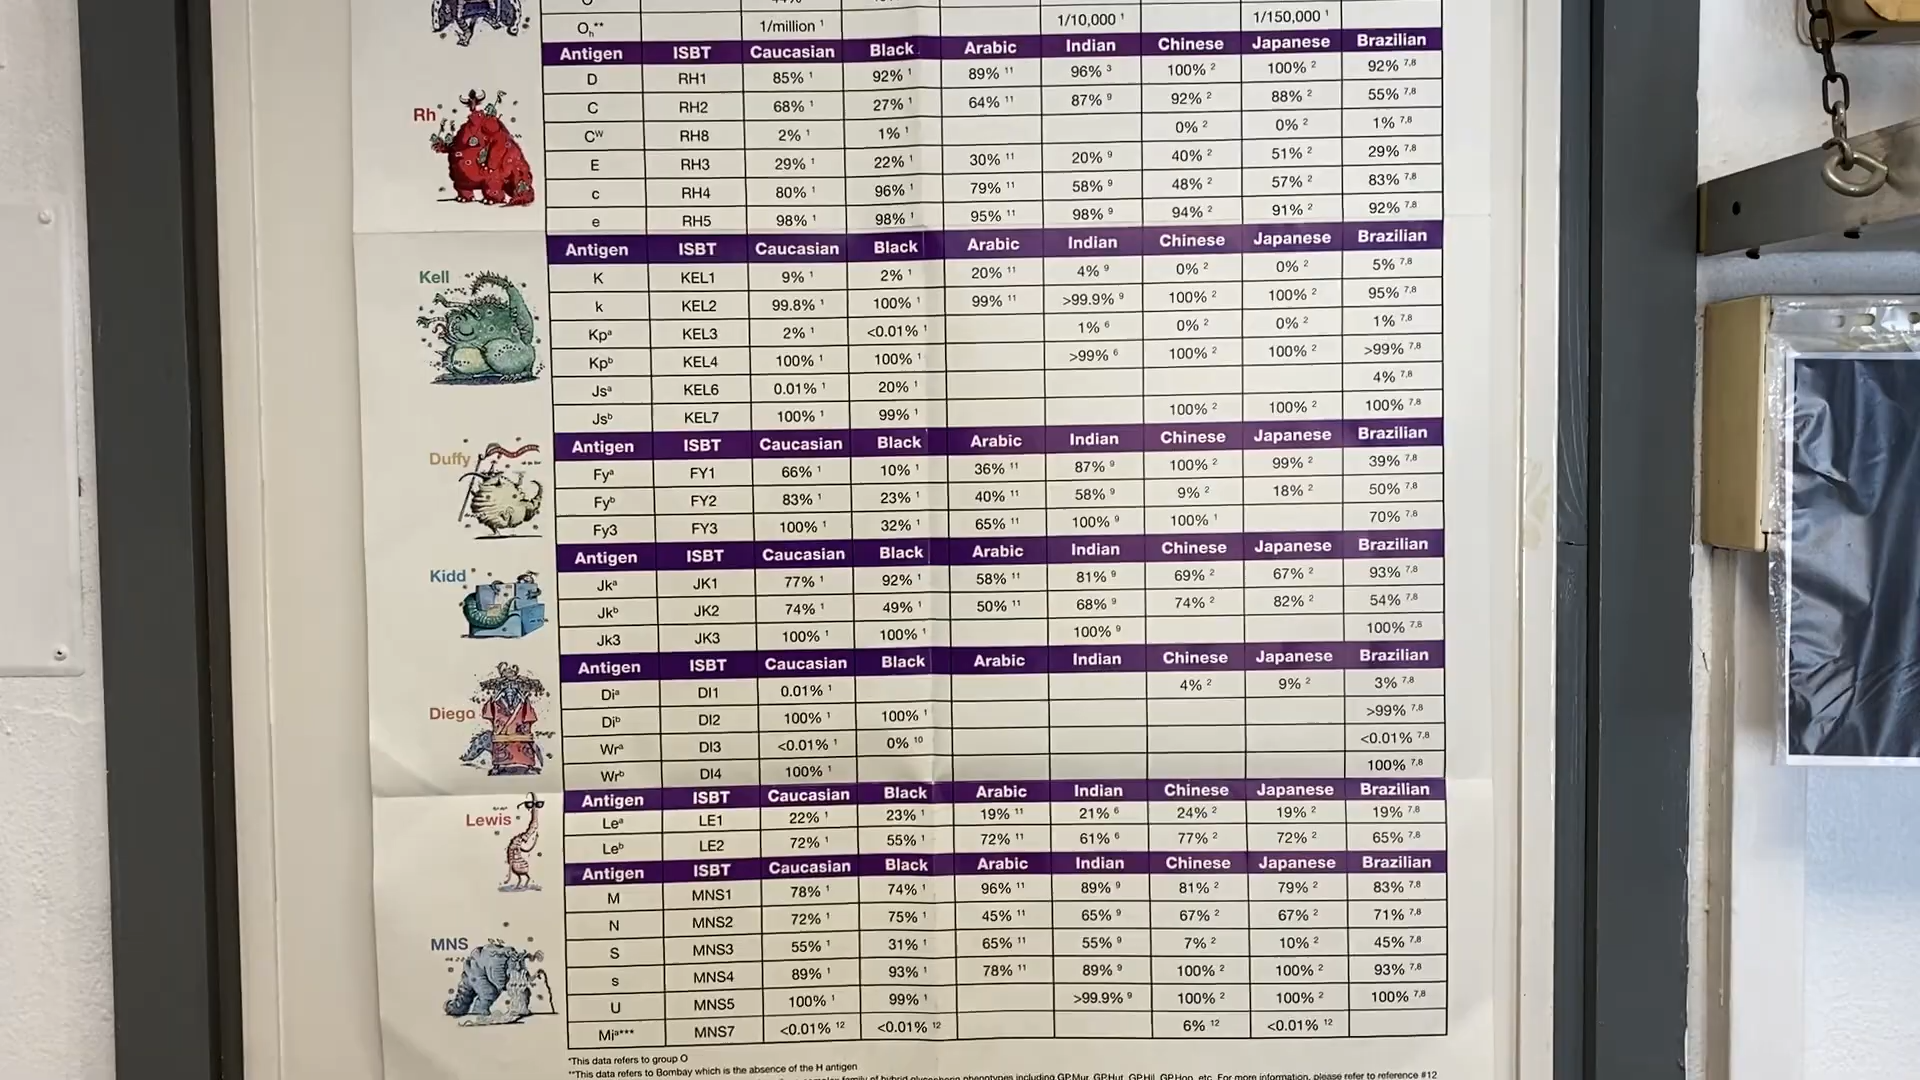 O
Oh** 1/million 1 1/10,000 1 1/150,000 1
Antigen ISBT Caucasian Black Arabic Indian Chinese Japanese Brazilian
D RH1 85% 1 92% 1 89% 11 96% 3 100% 2 100% 2 92% 7,8
Rh
C RH2 68% 1 27% 1 64% 11 87% 9 92% 2 88% 2 55% 7,8
Cw RH8 2% 1 1% 1 0% 2 0% 2 1% 7,8
E RH3 29% 1 22% 1 30% 11 20% 9 40% 2 51% 2 29% 7,8
c RH4 80% 1 96% 1 79% 11 58% 9 48% 2 57% 2 83% 7,8
e RH5 98% 1 98% 1 95% 11 98% 9 94% 2 91% 2 92% 7,8
Antigen ISBT Caucasian Black Arabic Indian Chinese Japanese Brazilian
Kell
K KEL1 9% 1 2% 1 20% 11 4% 9 0% 2 0% 2 5% 7,8
k KEL2 99.8% 1 100% 1 99% 11 >99.9% 9 100% 2 100% 2 95% 7,8
Kpa KEL3 2% 1 <0.01% 1 1% 6 0% 2 0% 2 1% 7,8
Kpb KEL4 100% 1 100% 1 >99% 6 100% 2 100% 2 >99% 7,8
Jsa KEL6 0.01% 1 20% 1 4% 7,8
Jsb KEL7 100% 1 99% 1 100% 2 100% 2 100% 7,8
Antigen ISBT Caucasian Black Arabic Indian Chinese Japanese Brazilian
Duffy
Fya FY1 66% 1 10% 1 36% 11 87% 9 100% 2 99% 2 39% 7,8
Fyb FY2 83% 1 23% 1 40% 11 58% 9 9% 2 18% 2 50% 7,8
Fy3 FY3 100% 1 32% 1 65% 11 100% 9 100% 1 70% 7,8
Antigen ISBT Caucasian Black Arabic Indian Chinese Japanese Brazilian
Kidd
Jka JK1 77% 1 92% 1 58% 11 81% 9 69% 2 67% 2 93% 7,8
Jkb JK2 74% 1 49% 1 50% 11 68% 9 74% 2 82% 2 54% 7,8
Jk3 JK3 100% 1 100% 1 100% 9 100% 7,8
Antigen ISBT Caucasian Black Arabic Indian Chinese Japanese Brazilian
Dia DI1 0.01% 1 4% 2 9% 2 3% 7,8
Diego
Dib DI2 100% 1 100% 1 >99% 7,8
Wra DI3 <0.01% 1 0% 10 <0.01% 7,8
Wrb DI4 100% 1 100% 7,8
Antigen ISBT Caucasian Black Arabic Indian Chinese Japanese Brazilian
Lewis
Lea LE1 22% 1 23% 1 19% 11 21% 6 24% 2 19% 2 19% 7,8
Leb LE2 72% 1 55% 1 72% 11 61% 6 77% 2 72% 2 65% 7,8
Antigen ISBT Caucasian Black Arabic Indian Chinese Japanese Brazilian
M MNS1 78% 1 74% 1 96% 11 89% 9 81% 2 79% 2 83% 7,8
N MNS2 72% 1 75% 1 45% 11 65% 9 67% 2 67% 2 71% 7,8
MNS
S MNS3 55% 1 31% 1 65% 11 55% 9 7% 2 10% 2 45% 7,8
s MNS4 89% 1 93% 1 78% 11 89% 9 100% 2 100% 2 93% 7,8
U MNS5 100% 1 99% 1 >99.9% 9 100% 2 100% 2 100% 7,8
Mia*** MNS7 <0.01% 12 <0.01% 12 6% 12 <0.01% 12
*This data refers to group O
**This data refers to Bombay which is the absence of the H antigen
family of hybrid glycophorin phenotypes including GP.Mur, GP.Hut, GP.Hil, GP.Hop, etc. For more information, please refer to reference #12